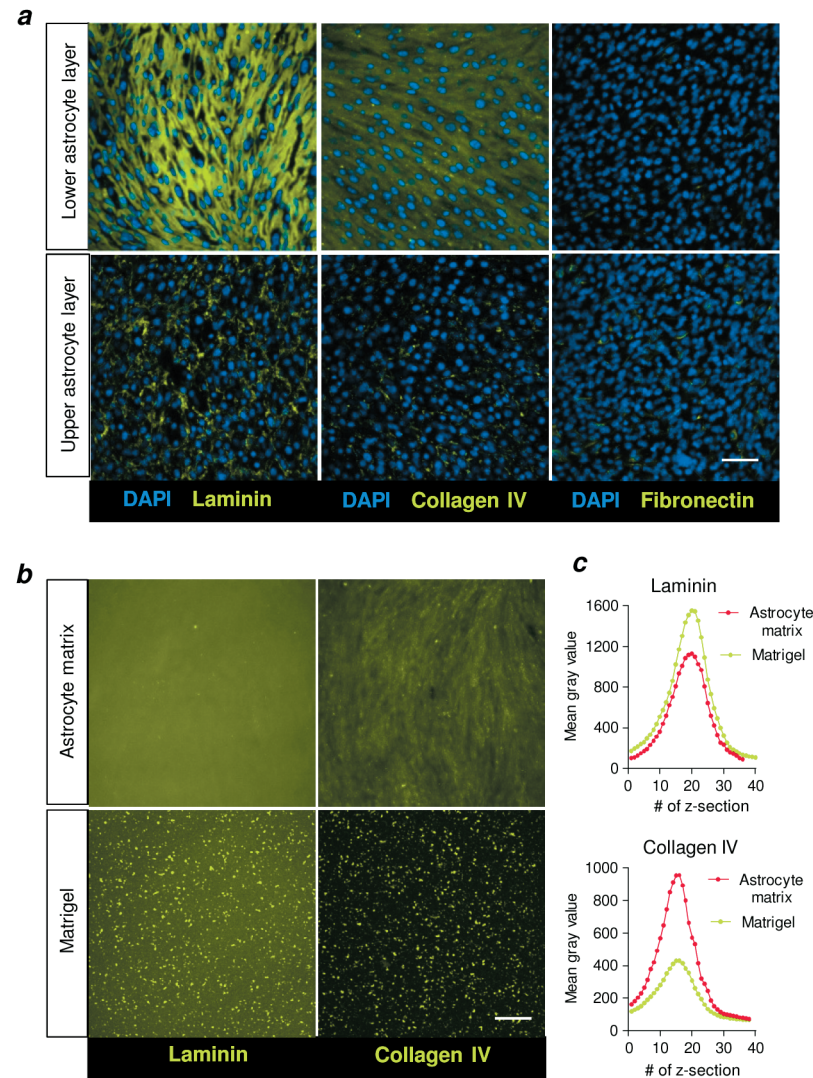 a
Lower astrocyte layer
Upper astrocyte layer
DAPI Laminin
DAPI Collagen IV
DAPI Fibronectin
b
Astrocyte matrix
Matrigel
Laminin
Collagen IV
c
Laminin
1600
1200
800
400
0
Mean gray value
0 10 20 30 40
# of z-section
Astrocyte
matrix
Matrigel
Collagen IV
1000
800
600
400
200
0
Mean gray value
0 10 20 30 40
# of z-section
Astrocyte
matrix
Matrigel